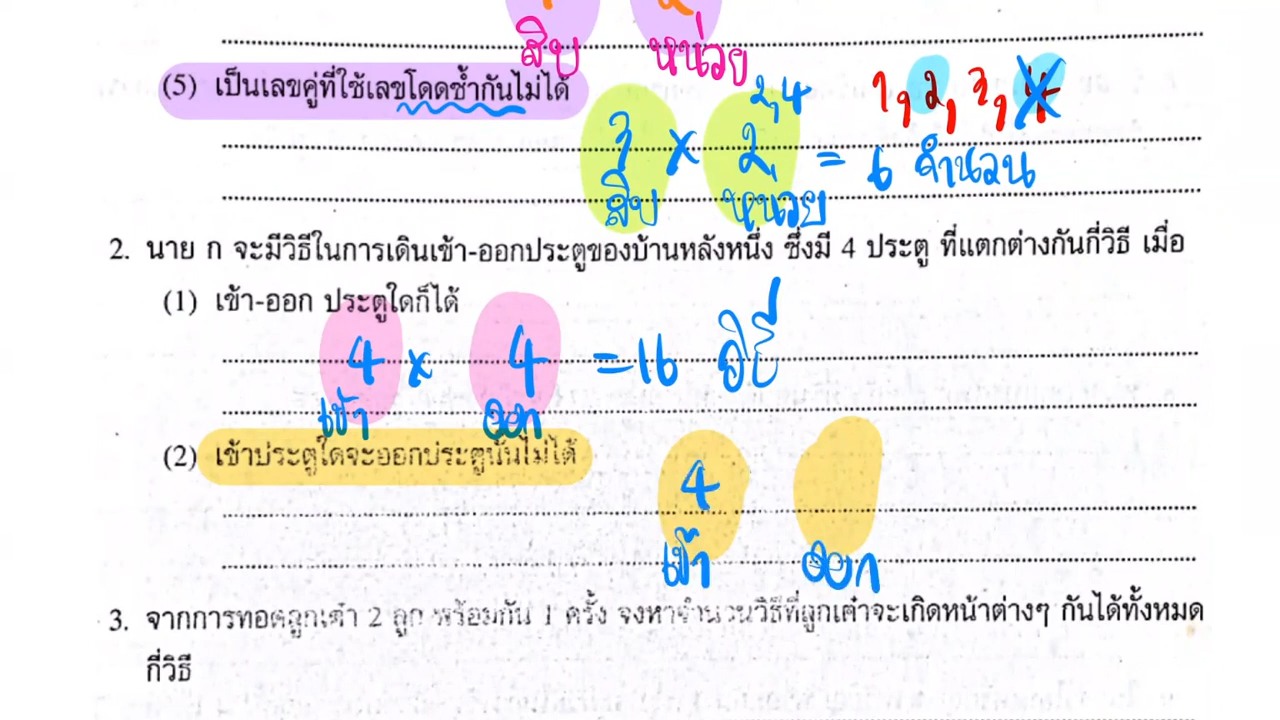 สิบ หน่วย
(5) เป็นเลขคู่ที่ใช้เลขโดดซ้ำกันไม่ได้
2,4 1, 2, 3, 4
3 x 2 = 6 จำนวน
สิบ หน่วย
2. นาย ก จะมีวิธีในการเดินเข้า-ออกประตูของบ้านหลังหนึ่ง ซึ่งมี 4 ประตู ที่แตกต่างกันกี่วิธี เมื่อ
(1) เข้า-ออก ประตูใดก็ได้
4 x 4 = 16 วิธี
เข้า ออก
(2) เข้าประตูใดจะออกประตูนั้นไม่ได้
4
เข้า ออก
3. จากการทอดลูกเต๋า 2 ลูก พร้อมกัน 1 ครั้ง จงหาจำนวนวิธีที่ลูกเต๋าจะเกิดหน้าต่างๆ กันได้ทั้งหมด
กี่วิธี